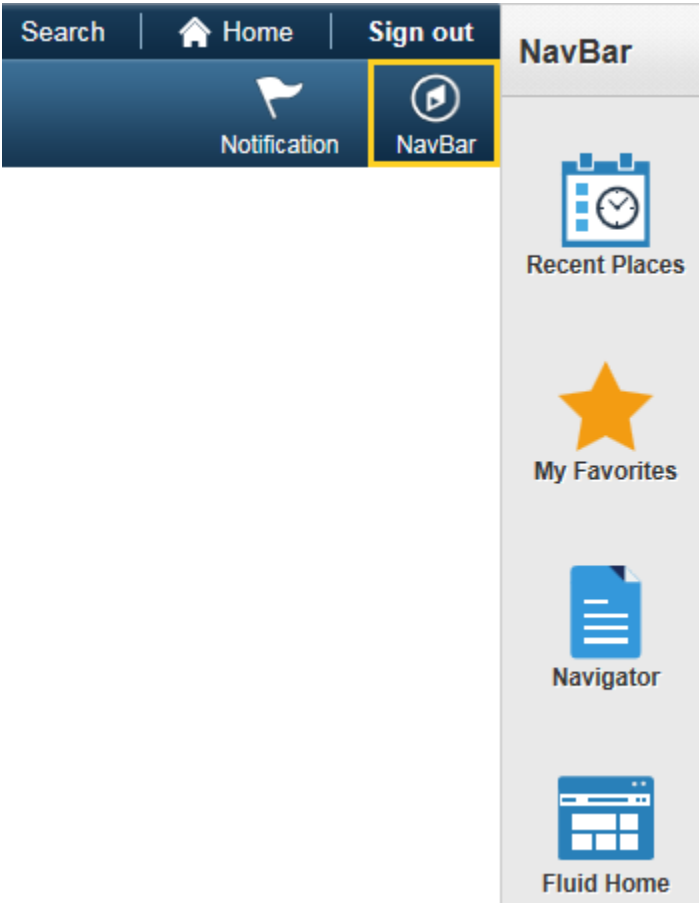 Search Home Sign out
Notification NavBar
NavBar
Recent Places
My Favorites
Navigator
Fluid Home